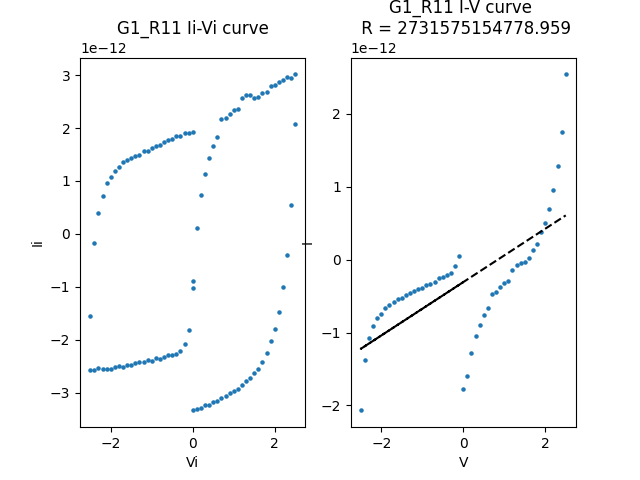 G1_R11 Ii-Vi curve
1e−12
3
2
1
0
−1
−2
−3
−2
0
2
Ii
Vi
G1_R11 I-V curve
R = 2731575154778.959
1e−12
2
1
0
−1
−2
−2
0
2
I
V